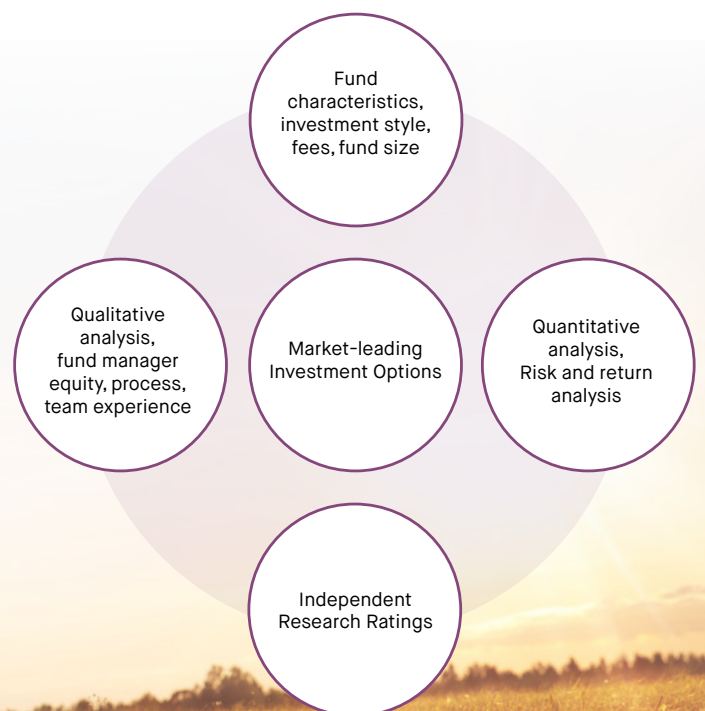 Fund
characteristics,
investment style,
fees, fund size
Qualitative
analysis,
fund manager
equity, process,
team experience
Market-leading
Investment Options
Quantitative
analysis,
Risk and return
analysis
Independent
Research Ratings